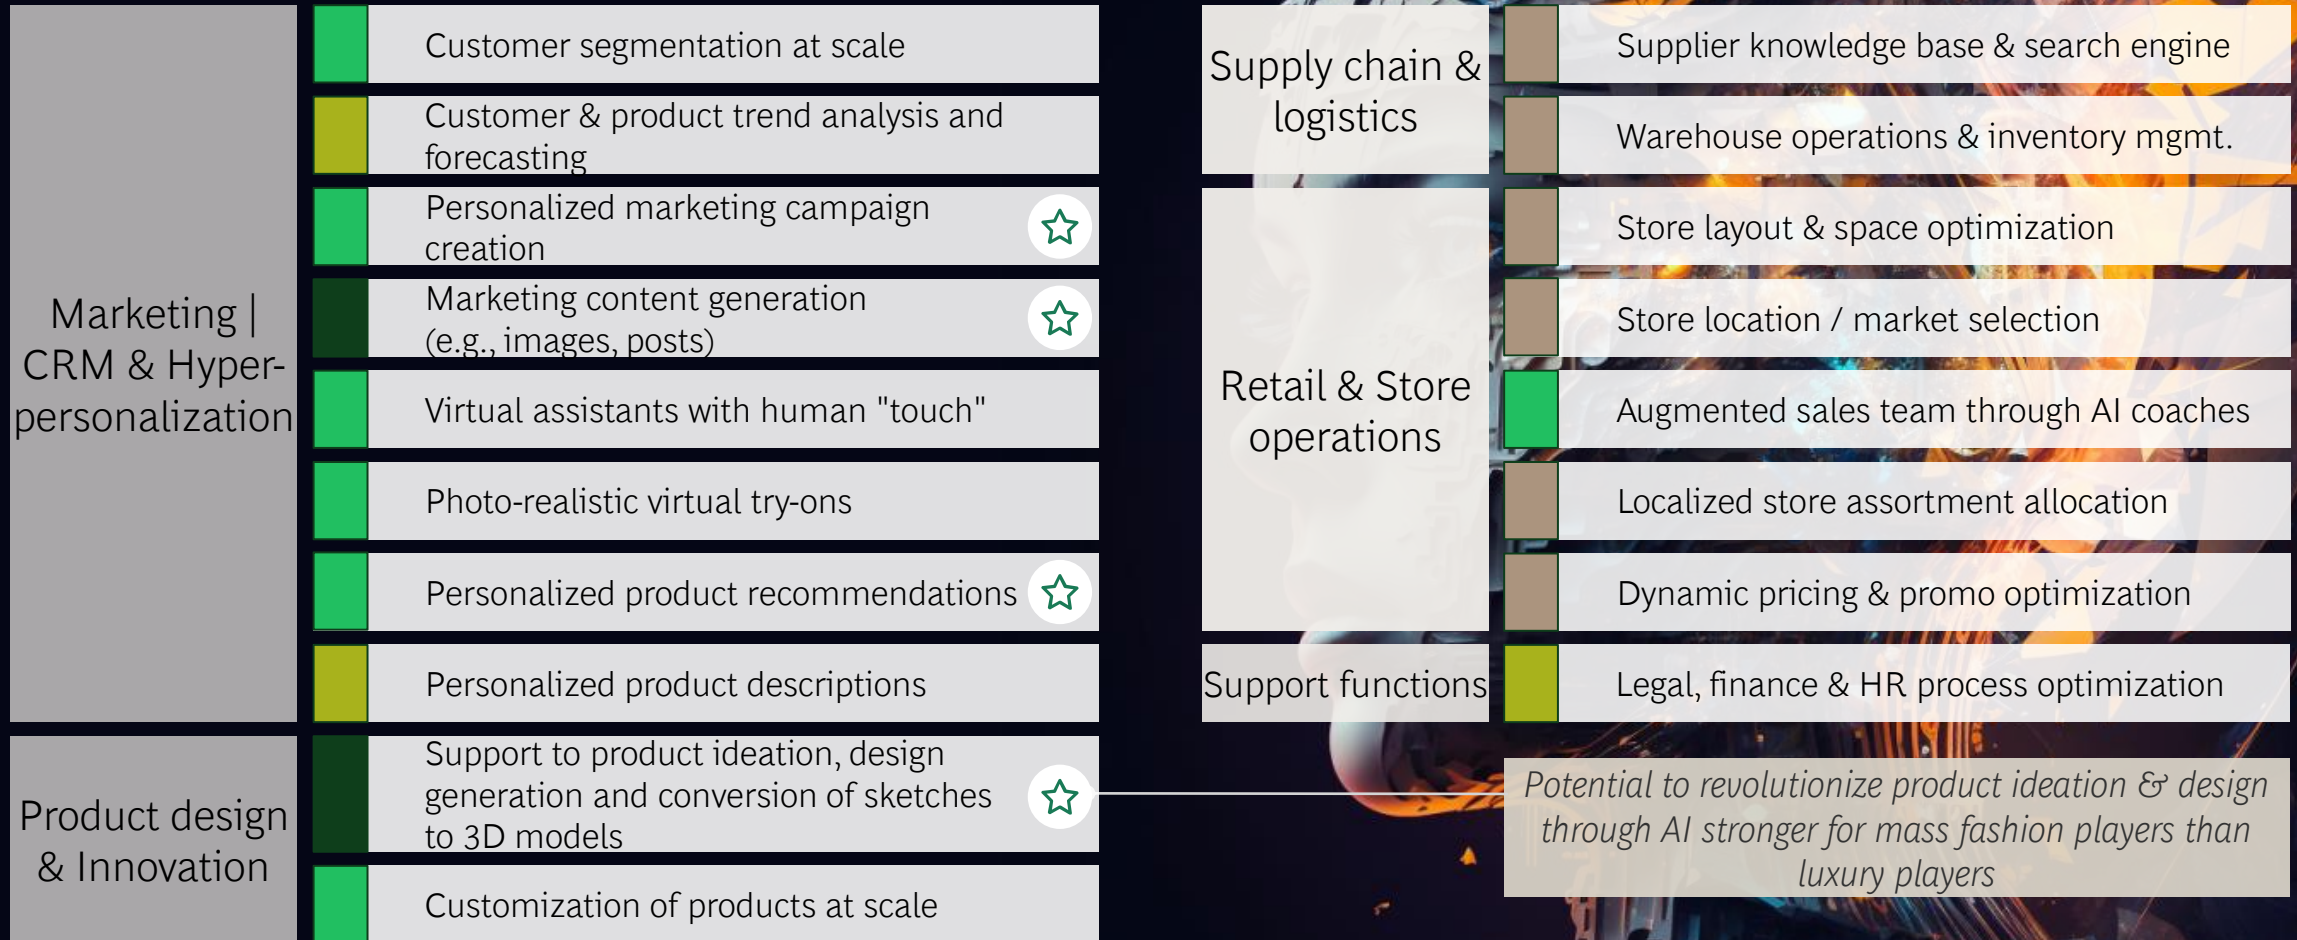 Marketing |
CRM & Hyper-
personalization
Customer segmentation at scale
Customer & product trend analysis and
forecasting
Personalized marketing campaign
creation
Marketing content generation
(e.g., images, posts)
Virtual assistants with human "touch"
Photo-realistic virtual try-ons
Personalized product recommendations
Personalized product descriptions
Product design
& Innovation
Support to product ideation, design
generation and conversion of sketches
to 3D models
Customization of products at scale
Supply chain &
logistics
Supplier knowledge base & search engine
Warehouse operations & inventory mgmt.
Retail & Store
operations
Store layout & space optimization
Store location / market selection
Augmented sales team through AI coaches
Localized store assortment allocation
Dynamic pricing & promo optimization
Support functions
Legal, finance & HR process optimization
Potential to revolutionize product ideation & design
through AI stronger for mass fashion players than
luxury players